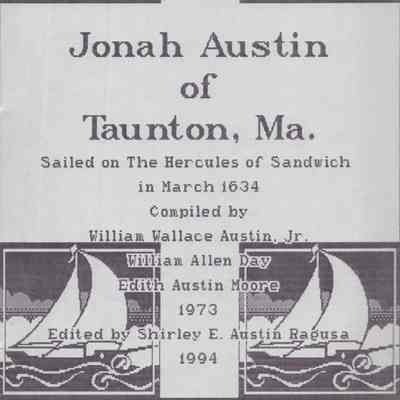 Jonah Austin
of
Taunton, Ma.
Sailed on The Hercules of Sandwich
in March 1634
Compiled by
William Wallace Austin, Jr.
William Allen Day
Edith Austin Moore
1973
Edited by Shirley E. Austin Ragusa
1994